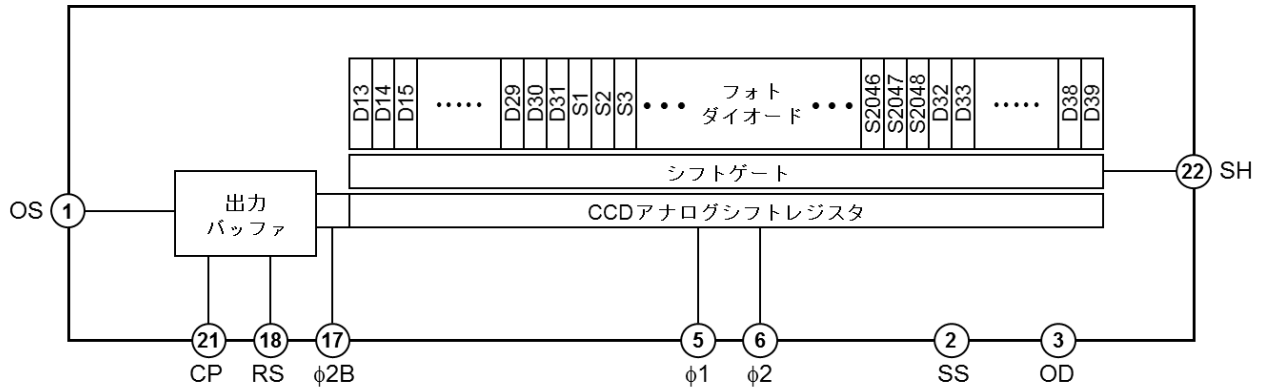 D13 D14 D15 ····· D29 D30 D31 S1 S2 S3 ••• フォト ••• S2046 S2047 S2048 D32 D33 ····· D38 D39
ダイオード
シフトゲート
22 SH
OS 1
出力
バッファ
CCDアナログシフトレジスタ
21 18 17 5 6 2 3
CP RS φ2B φ1 φ2 SS OD